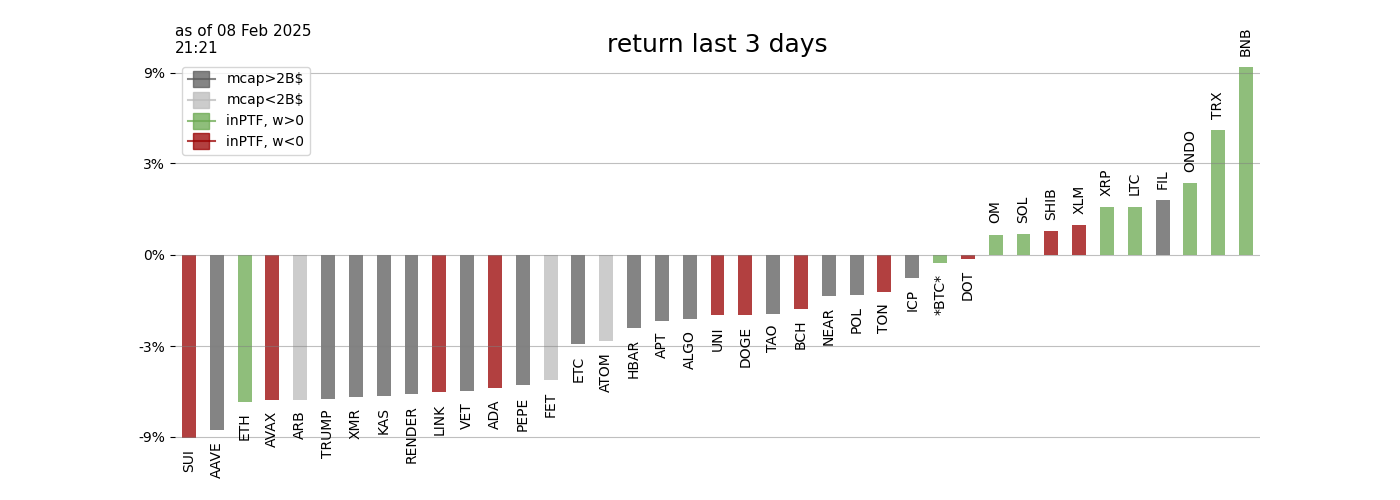 as of 08 Feb 2025
21:21
return last 3 days
mcap>2B$
mcap<2B$
inPTF, w>0
inPTF, w<0
9%
3%
0%
-3%
-9%
SUI
AAVE
ETH
AVAX
ARB
TRUMP
XMR
KAS
RENDER
LINK
VET
ADA
PEPE
FET
ETC
ATOM
HBAR
APT
ALGO
UNI
DOGE
TAO
BCH
NEAR
POL
TON
ICP
*BTC*
DOT
OM
SOL
SHIB
XLM
XRP
LTC
FIL
ONDO
TRX
BNB